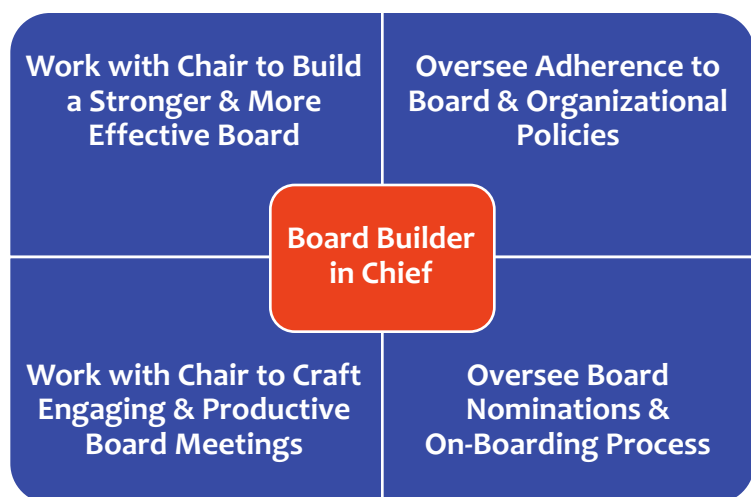 Work with Chair to Build
a Stronger & More
Effective Board
Oversee Adherence to
Board & Organizational
Policies
Board Builder
in Chief
Work with Chair to Craft
Engaging & Productive
Board Meetings
Oversee Board
Nominations &
On-Boarding Process